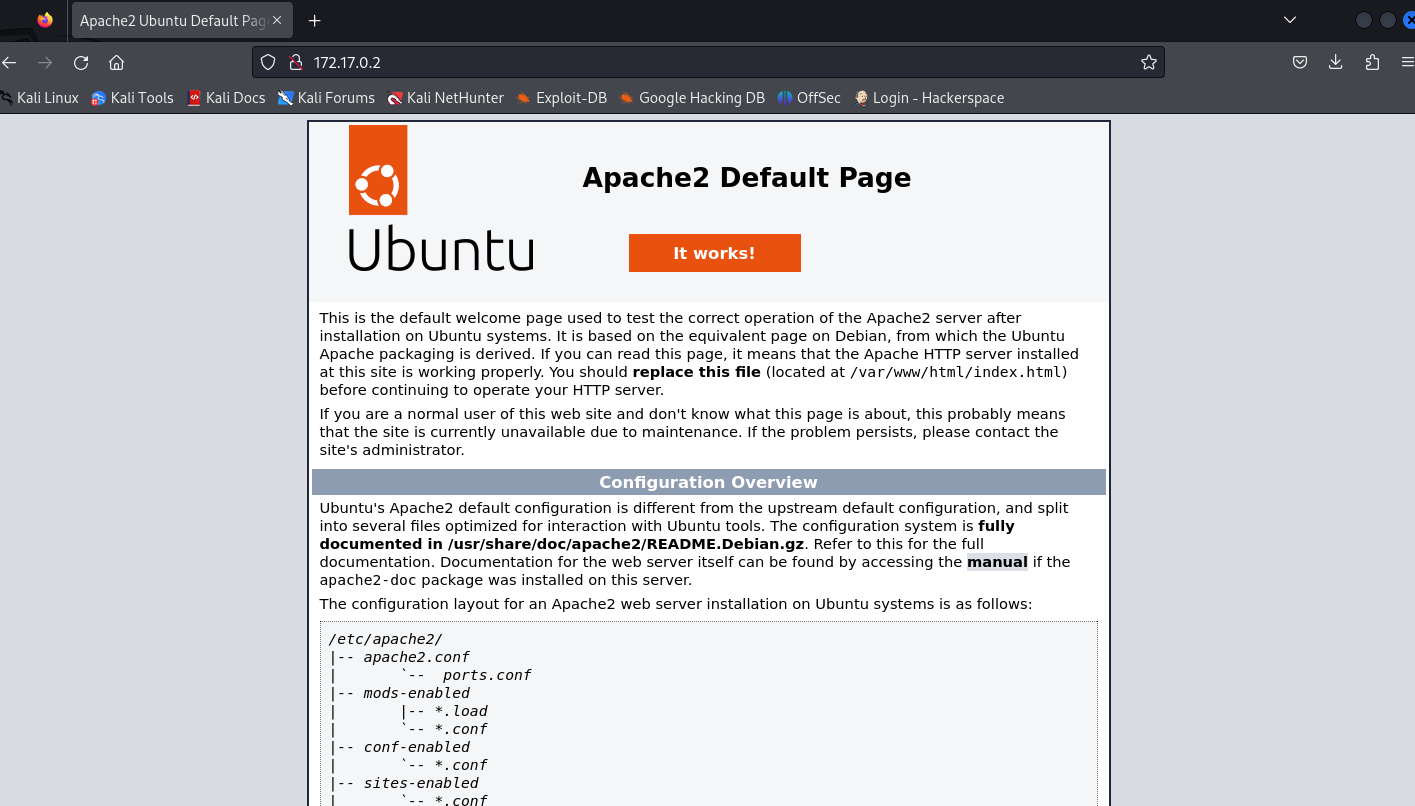 Apache2 Ubuntu Default Pag
172.17.0.2
Kali Linux Kali Tools Kali Docs Kali Forums Kali NetHunter Exploit-DB Google Hacking DB OffSec Login - Hackerspace
Apache2 Default Page
Ubuntu
It works!
This is the default welcome page used to test the correct operation of the Apache2 server after
installation on Ubuntu systems. It is based on the equivalent page on Debian, from which the Ubuntu
Apache packaging is derived. If you can read this page, it means that the Apache HTTP server installed
at this site is working properly. You should replace this file (located at /var/www/html/index.html)
before continuing to operate your HTTP server.
If you are a normal user of this web site and don't know what this page is about, this probably means
that the site is currently unavailable due to maintenance. If the problem persists, please contact the
site's administrator.
Configuration Overview
Ubuntu's Apache2 default configuration is different from the upstream default configuration, and split
into several files optimized for interaction with Ubuntu tools. The configuration system is fully
documented in /usr/share/doc/apache2/README.Debian.gz. Refer to this for the full
documentation. Documentation for the web server itself can be found by accessing the manual if the
apache2-doc package was installed on this server.
The configuration layout for an Apache2 web server installation on Ubuntu systems is as follows:
/etc/apache2/
|-- apache2.conf
|       `--  ports.conf
|-- mods-enabled
|       |-- *.load
|       `-- *.conf
|-- conf-enabled
|       `-- *.conf
|-- sites-enabled
|       `-- *.conf